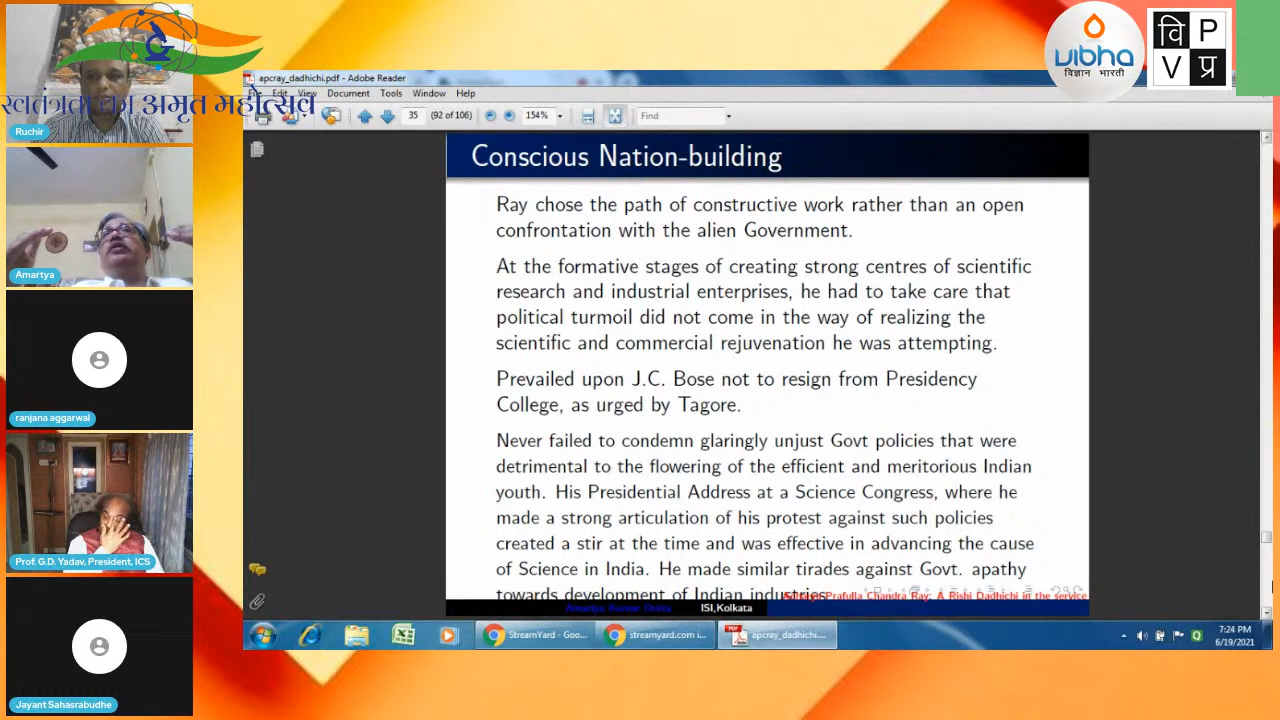 स्वतंत्रता का अमृत महोत्सव
Ruchir
Amartya
ranjana aggarwal
Prof. G.D. Yadav, President, ICS
Jayant Sahasrabudhe
vibha
विज्ञान भारती
वि P
V प्र
apcray_dadhichi.pdf - Adobe Reader
Edit View Document Tools Window Help
35 (92 of 106) 154% Find
Conscious Nation-building
Ray chose the path of constructive work rather than an open
confrontation with the alien Government.
At the formative stages of creating strong centres of scientific
research and industrial enterprises, he had to take care that
political turmoil did not come in the way of realizing the
scientific and commercial rejuvenation he was attempting.
Prevailed upon J.C. Bose not to resign from Presidency
College, as urged by Tagore.
Never failed to condemn glaringly unjust Govt policies that were
detrimental to the flowering of the efficient and meritorious Indian
youth. His Presidential Address at a Science Congress, where he
made a strong articulation of his protest against such policies
created a stir at the time and was effective in advancing the cause
of Science in India. He made similar tirades against Govt. apathy
towards development of Indian industries
Amartya Kumar Dutta ISI,Kolkata Prafulla Chandra Ray: A Rishi Dadhichi in the service
StreamYard - Goo... streamyard.com i... apcray_dadhichi....
7:24 PM
6/19/2021